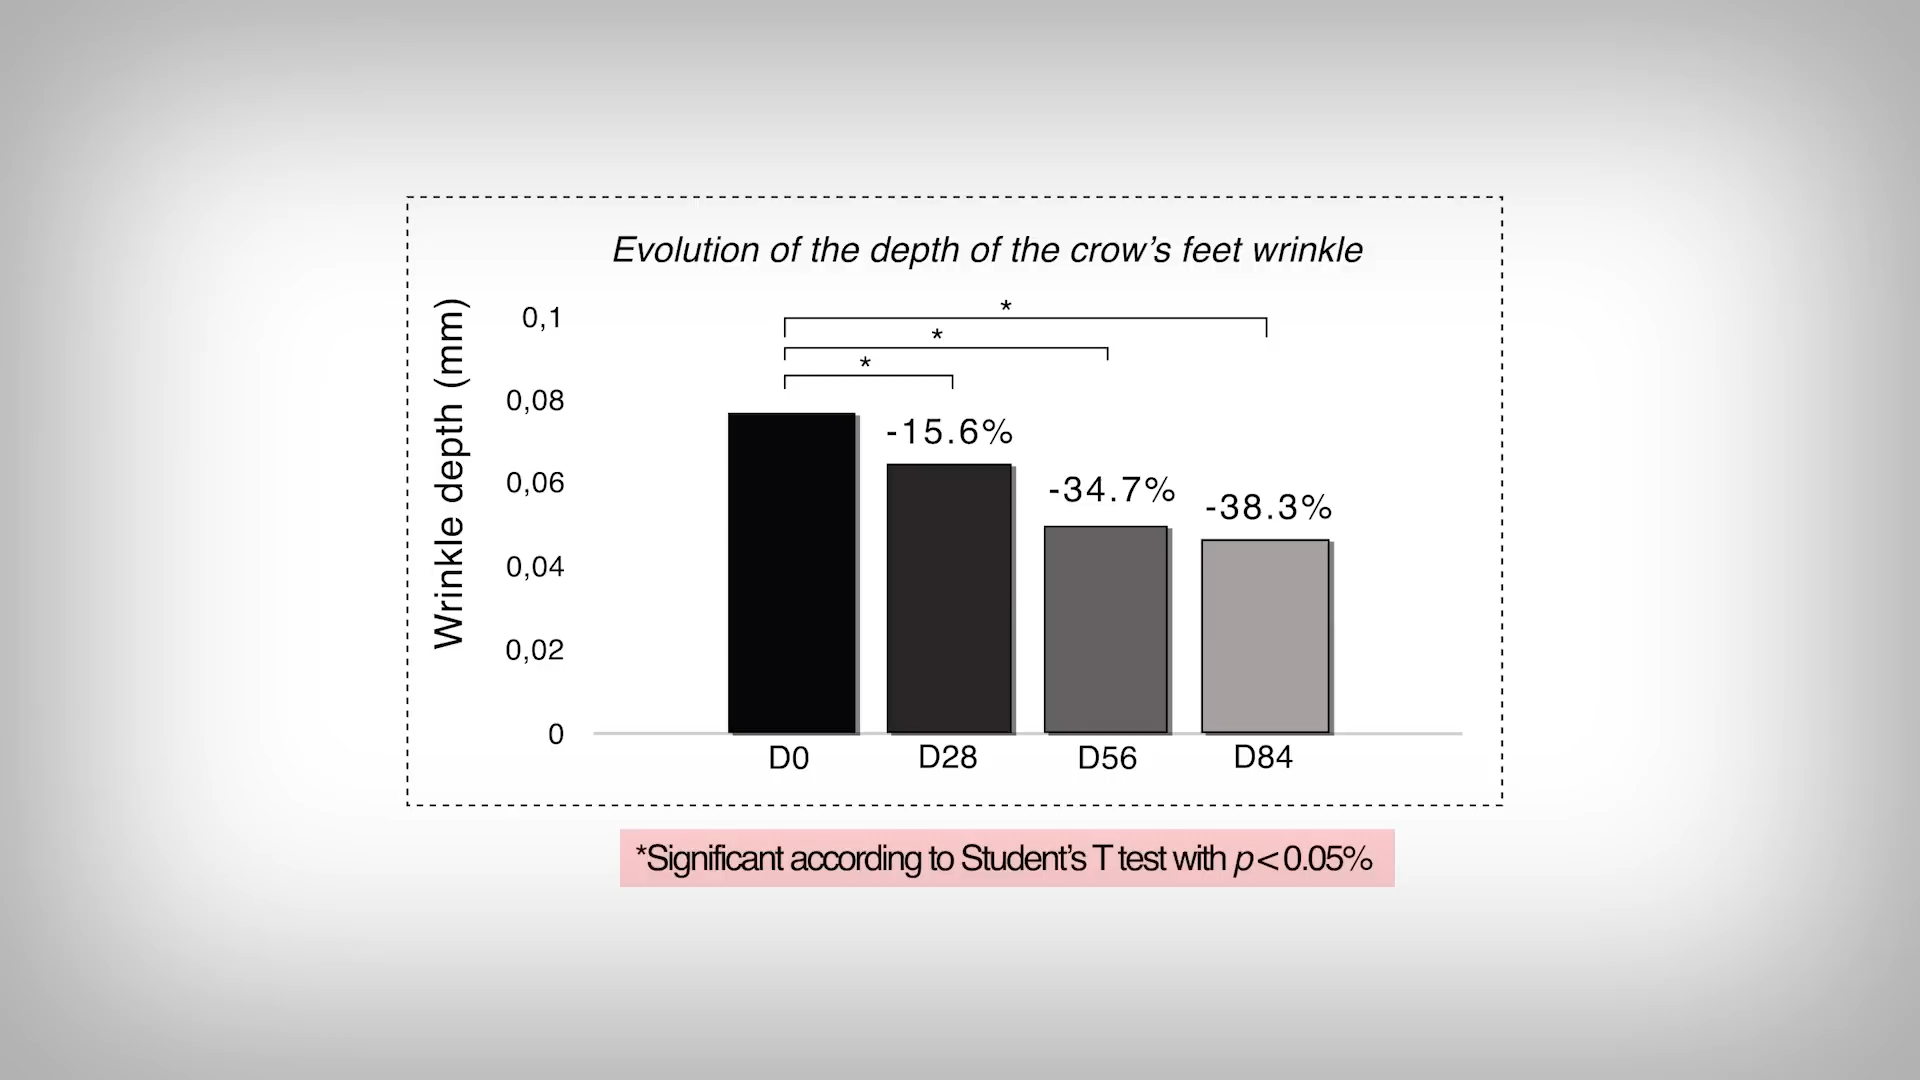 Evolution of the depth of the crow's feet wrinkle
Wrinkle depth (mm)
0,1
0,08
0,06
0,04
0,02
0
*
*
*
-15.6%
-34.7%
-38.3%
D0
D28
D56
D84
*Significant according to Student's T test with p<0.05%